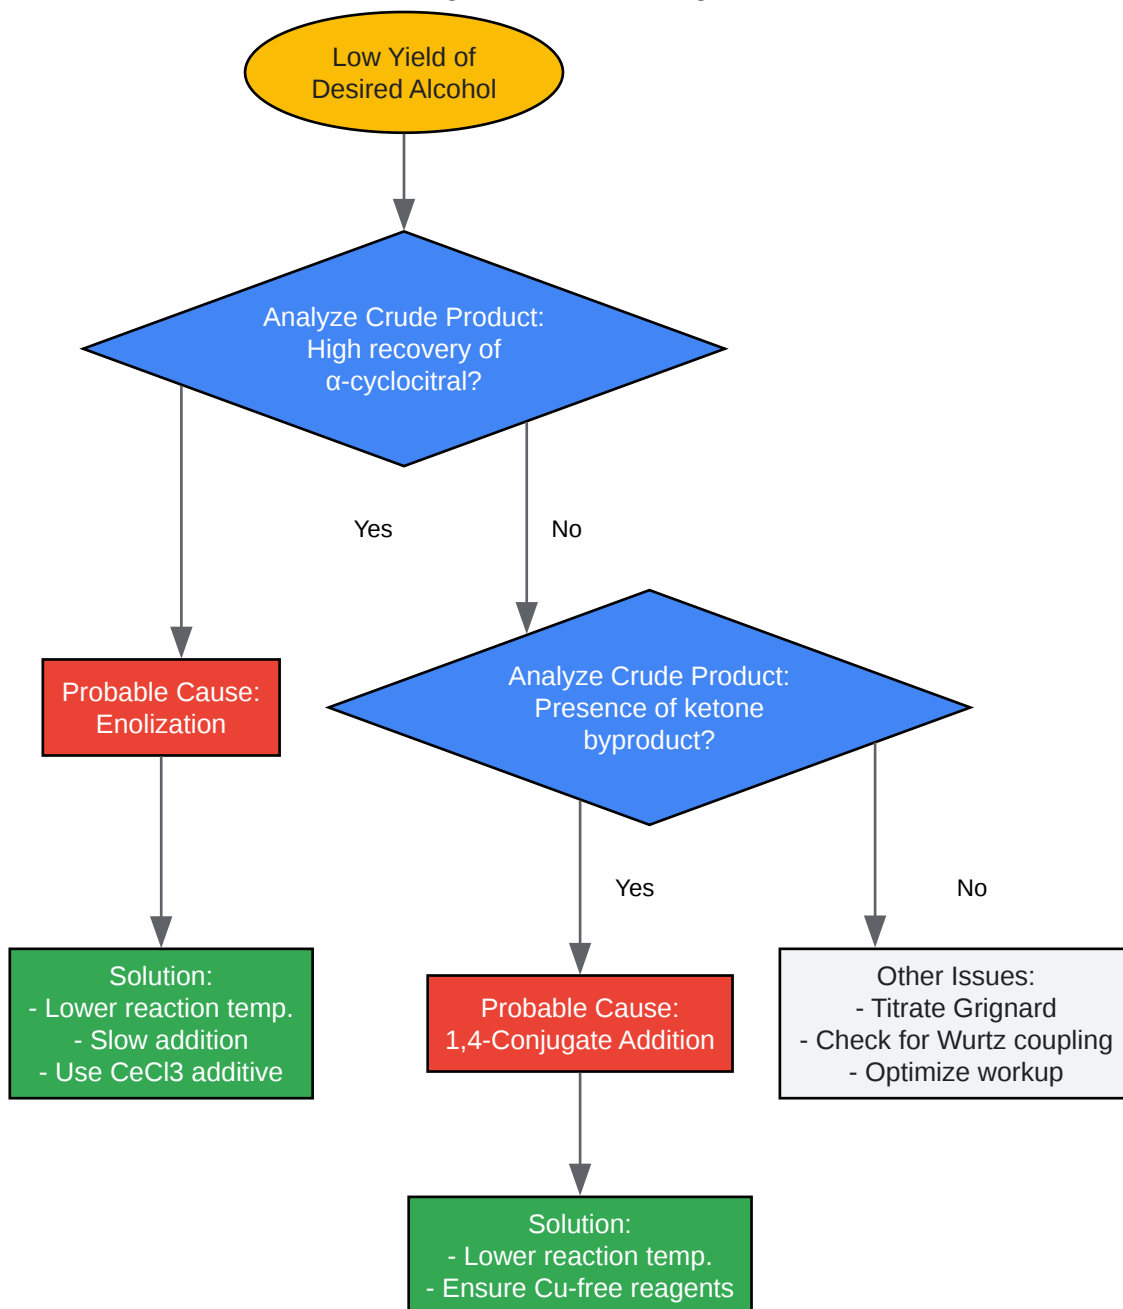 Low Yield of
Desired Alcohol
Analyze Crude Product:
High recovery of
α-cyclocitral?
Yes
No
Probable Cause:
Enolization
Analyze Crude Product:
Presence of ketone
byproduct?
Yes
No
Solution:
- Lower reaction temp.
- Slow addition
- Use CeCl3 additive
Probable Cause:
1,4-Conjugate Addition
Other Issues:
- Titrate Grignard
- Check for Wurtz coupling
- Optimize workup
Solution:
- Lower reaction temp.
- Ensure Cu-free reagents